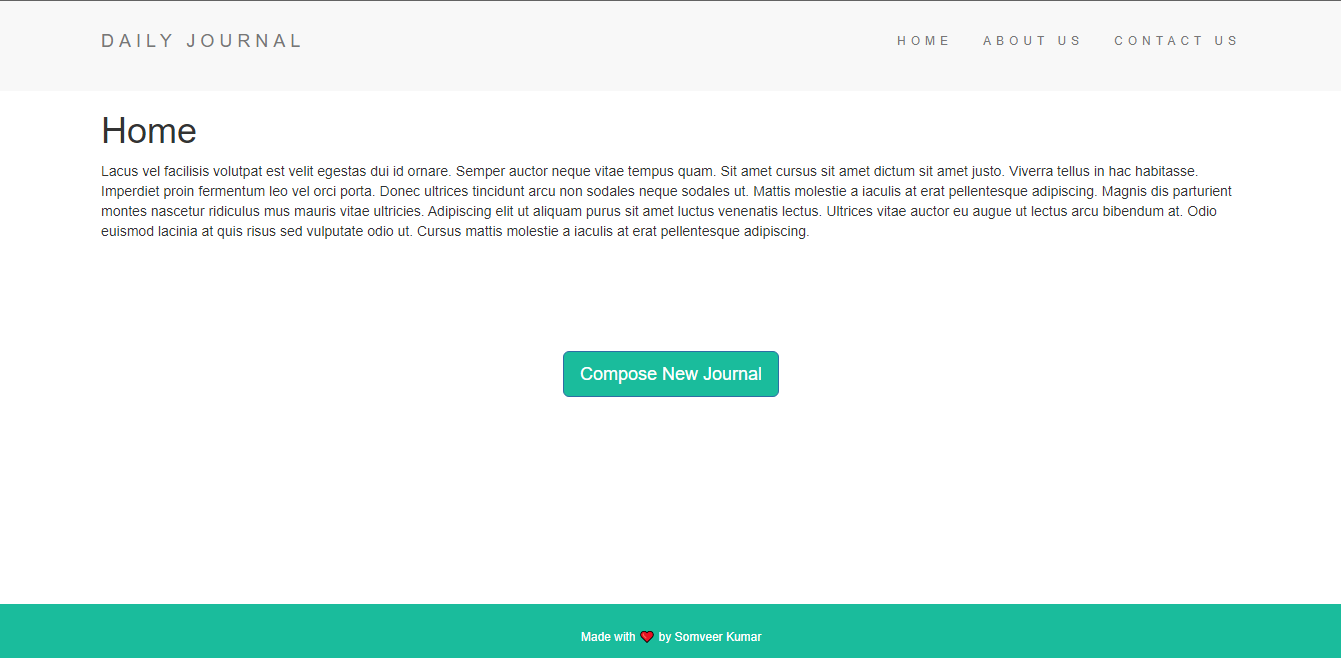 DAILY JOURNAL
HOME ABOUT US CONTACT US
Home
Lacus vel facilisis volutpat est velit egestas dui id ornare. Semper auctor neque vitae tempus quam. Sit amet cursus sit amet dictum sit amet justo. Viverra tellus in hac habitasse.
Imperdiet proin fermentum leo vel orci porta. Donec ultrices tincidunt arcu non sodales neque sodales ut. Mattis molestie a iaculis at erat pellentesque adipiscing. Magnis dis parturient
montes nascetur ridiculus mus mauris vitae ultricies. Adipiscing elit ut aliquam purus sit amet luctus venenatis lectus. Ultrices vitae auctor eu augue ut lectus arcu bibendum at. Odio
euismod lacinia at quis risus sed vulputate odio ut. Cursus mattis molestie a iaculis at erat pellentesque adipiscing.
Compose New Journal
Made with ❤️ by Somveer Kumar